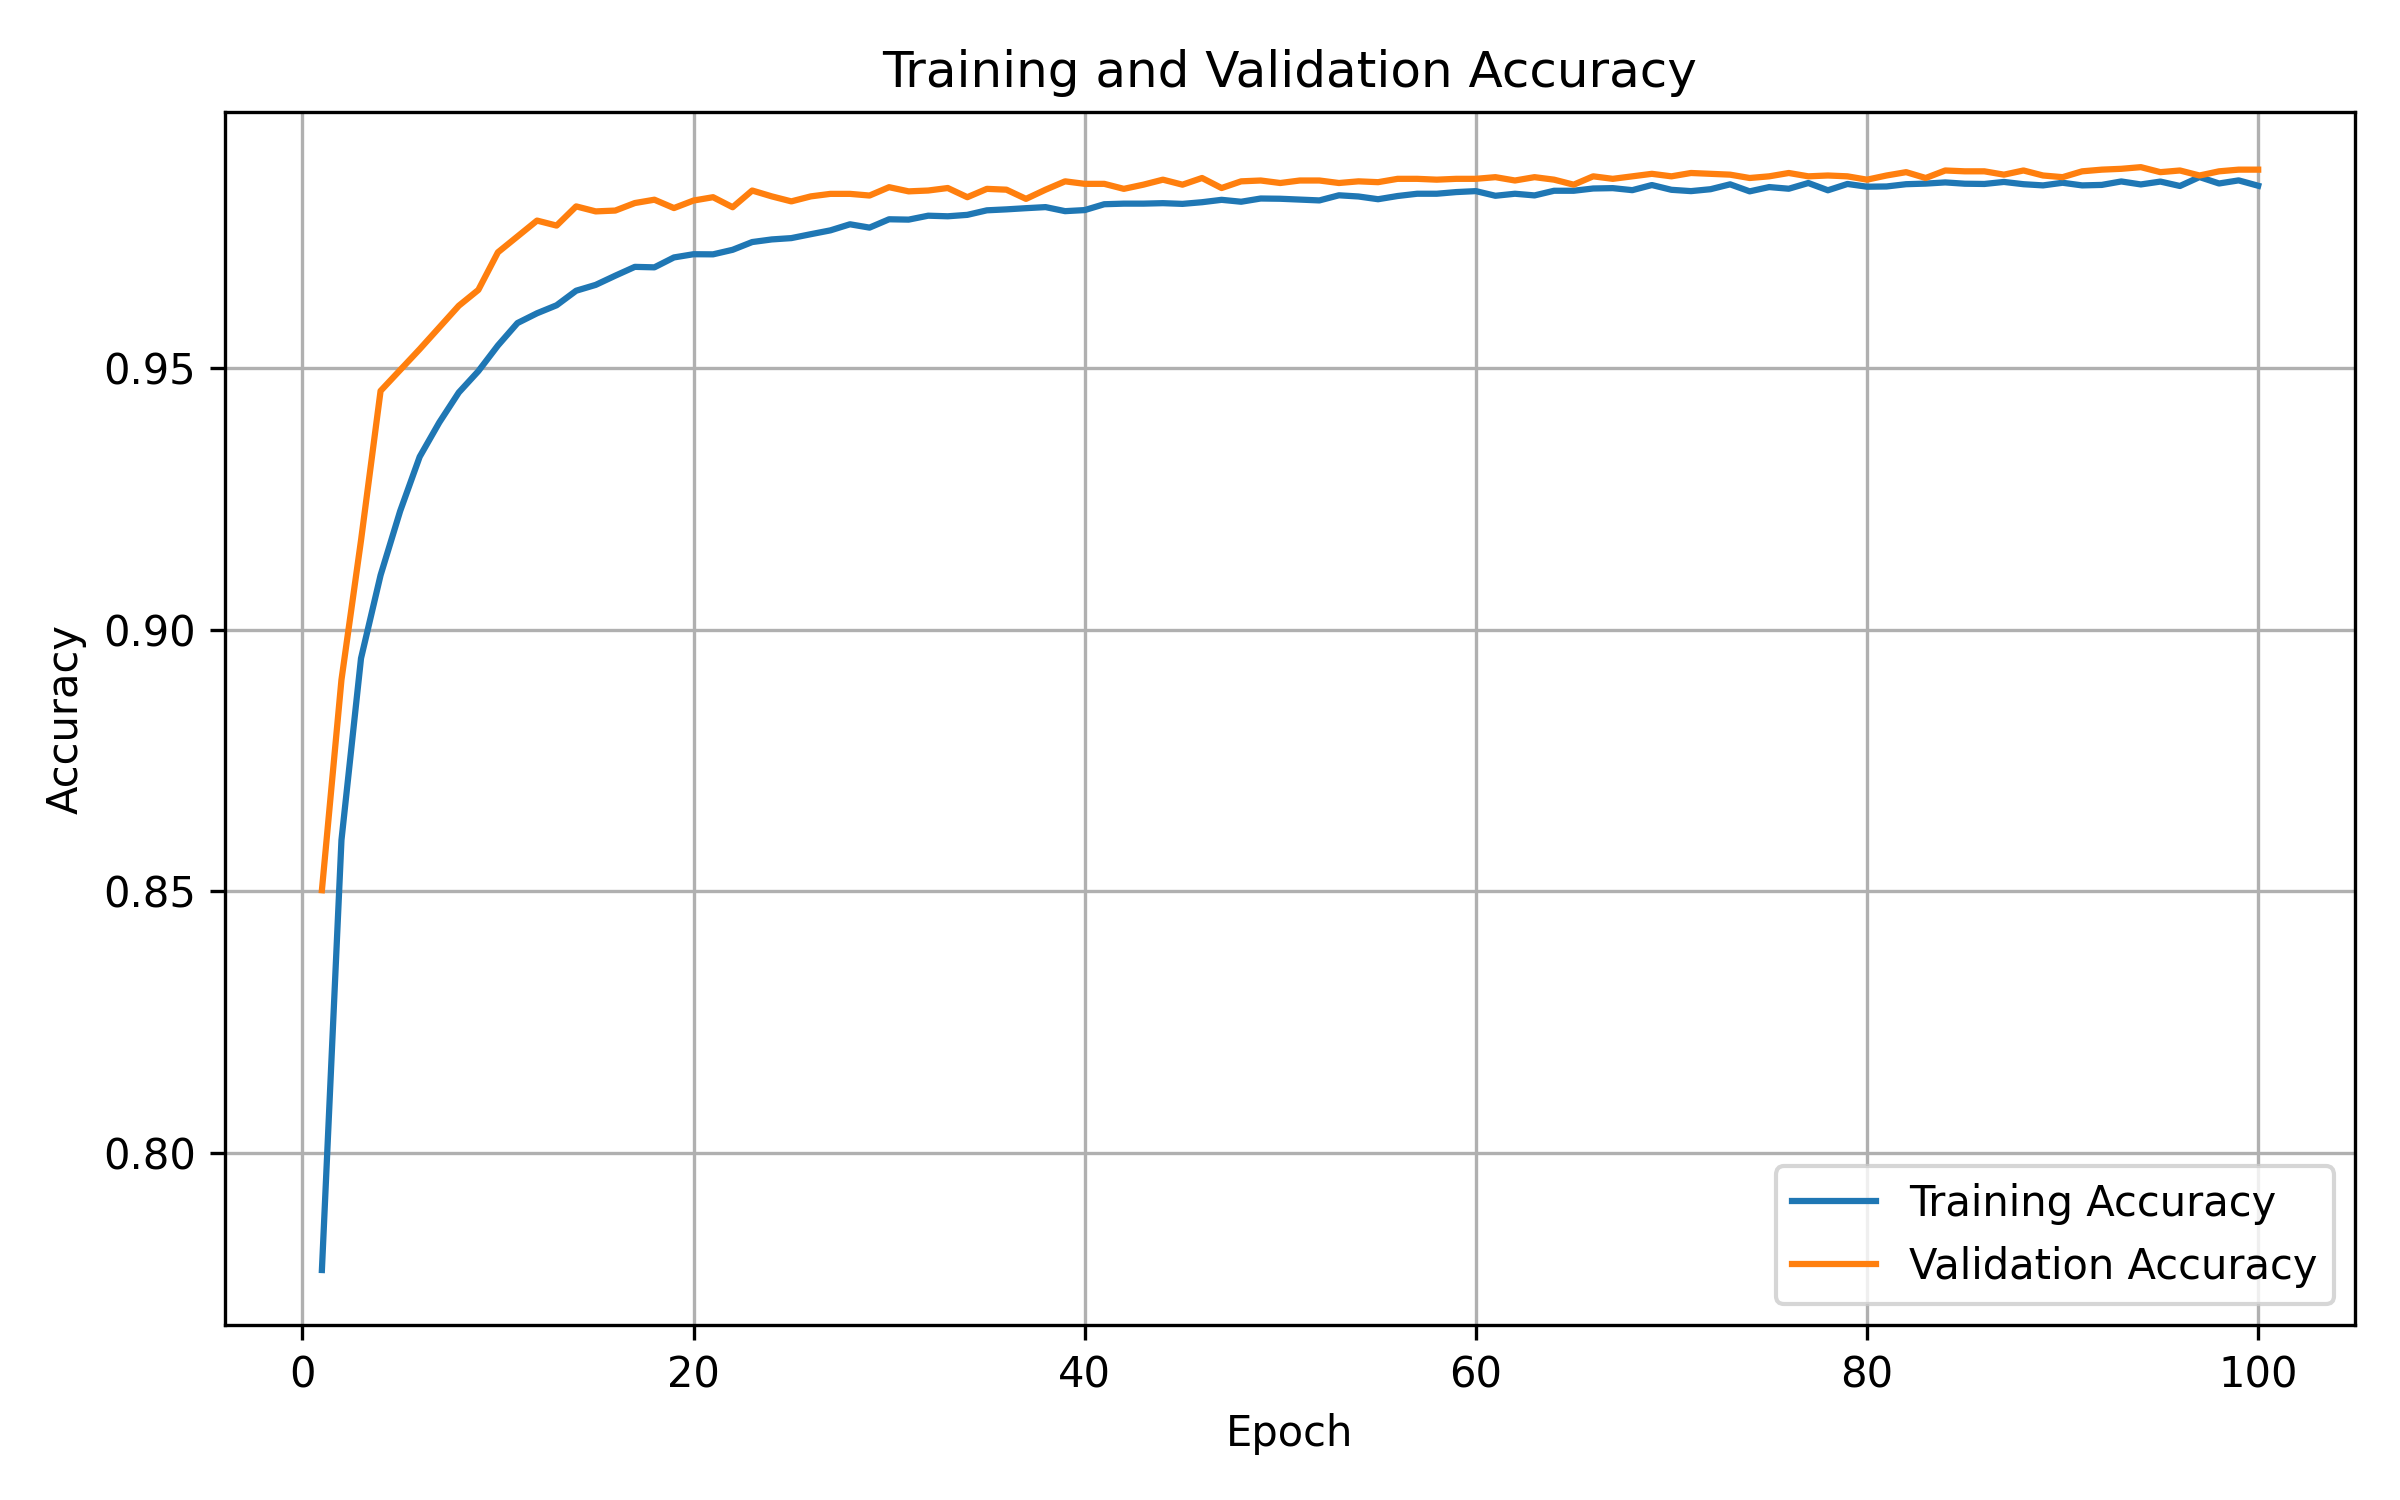 Training and Validation Accuracy
Accuracy
0.95
0.90
0.85
0.80
Training Accuracy
Validation Accuracy
0 20 40 60 80 100
Epoch